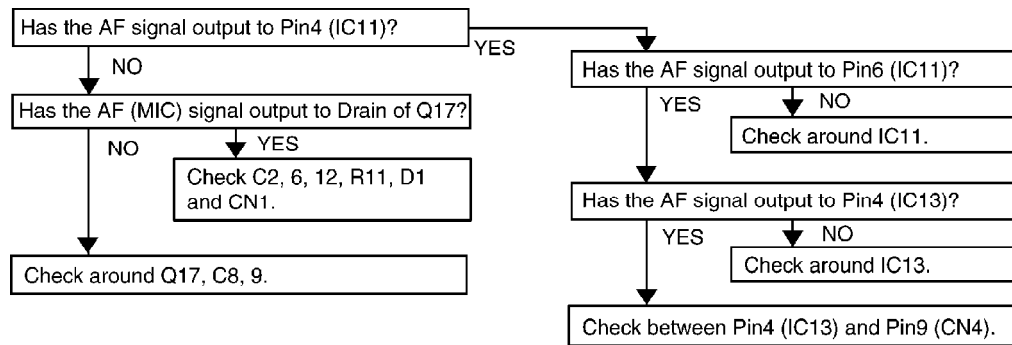 Has the AF signal output to Pin4 (IC11)?
YES
NO
Has the AF (MIC) signal output to Drain of Q17?
NO
YES
Check C2, 6, 12, R11, D1
and CN1.
Check around Q17, C8, 9.
Has the AF signal output to Pin6 (IC11)?
YES
NO
Check around IC11.
Has the AF signal output to Pin4 (IC13)?
YES
NO
Check around IC13.
Check between Pin4 (IC13) and Pin9 (CN4).